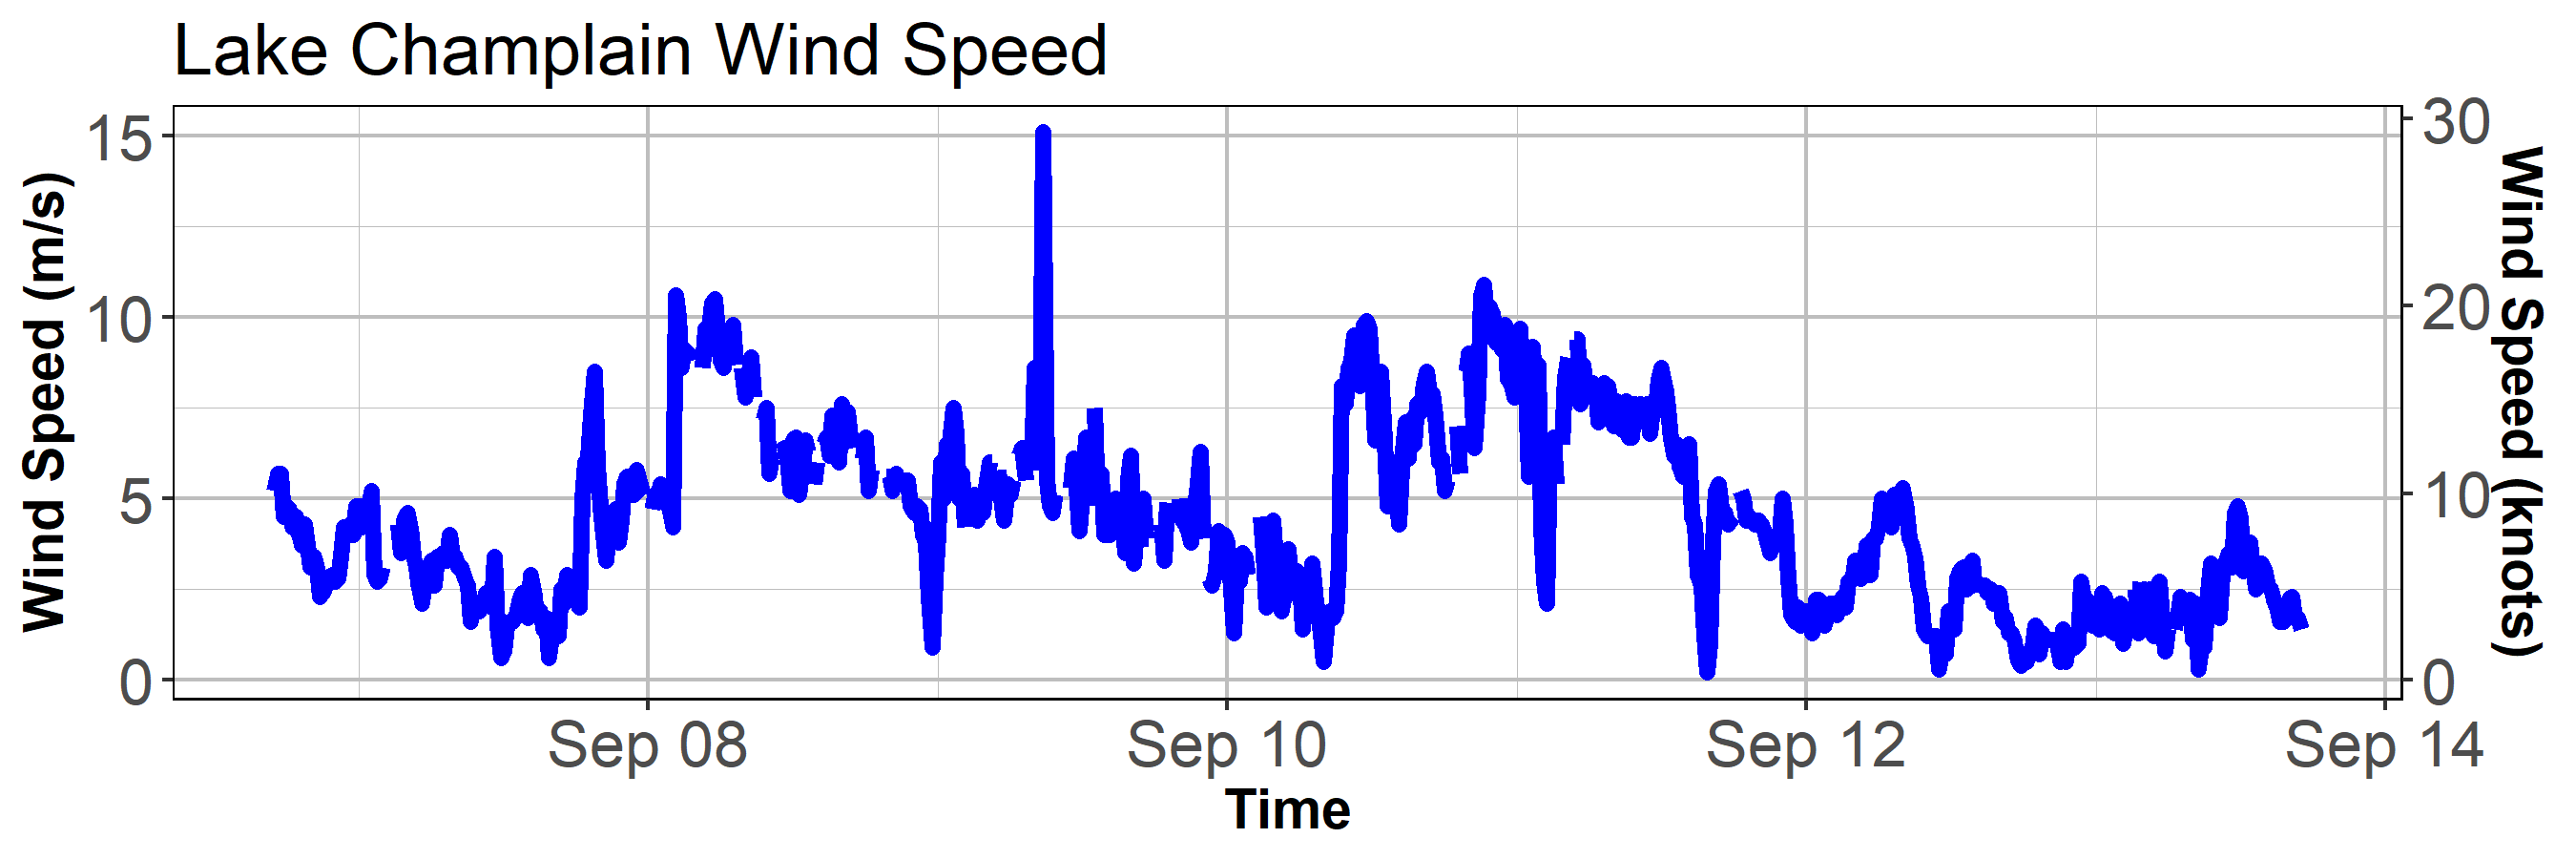 Lake Champlain Wind Speed
Wind Speed (m/s)
15
10
5
0
30
20
10
0
Wind Speed (knots)
Sep 08
Sep 10
Sep 12
Sep 14
Time